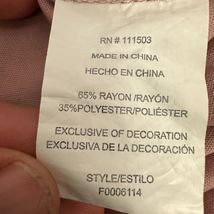 RN # 111503
MADE IN CHINA
HECHO EN CHINA
65% RAYON /RAYÓN
35%POLYESTER/POLIÉSTER
EXCLUSIVE OF DECORATION
EXCLUSIVA DE LA DECORACIÓN
STYLE/ESTILO
F0006114